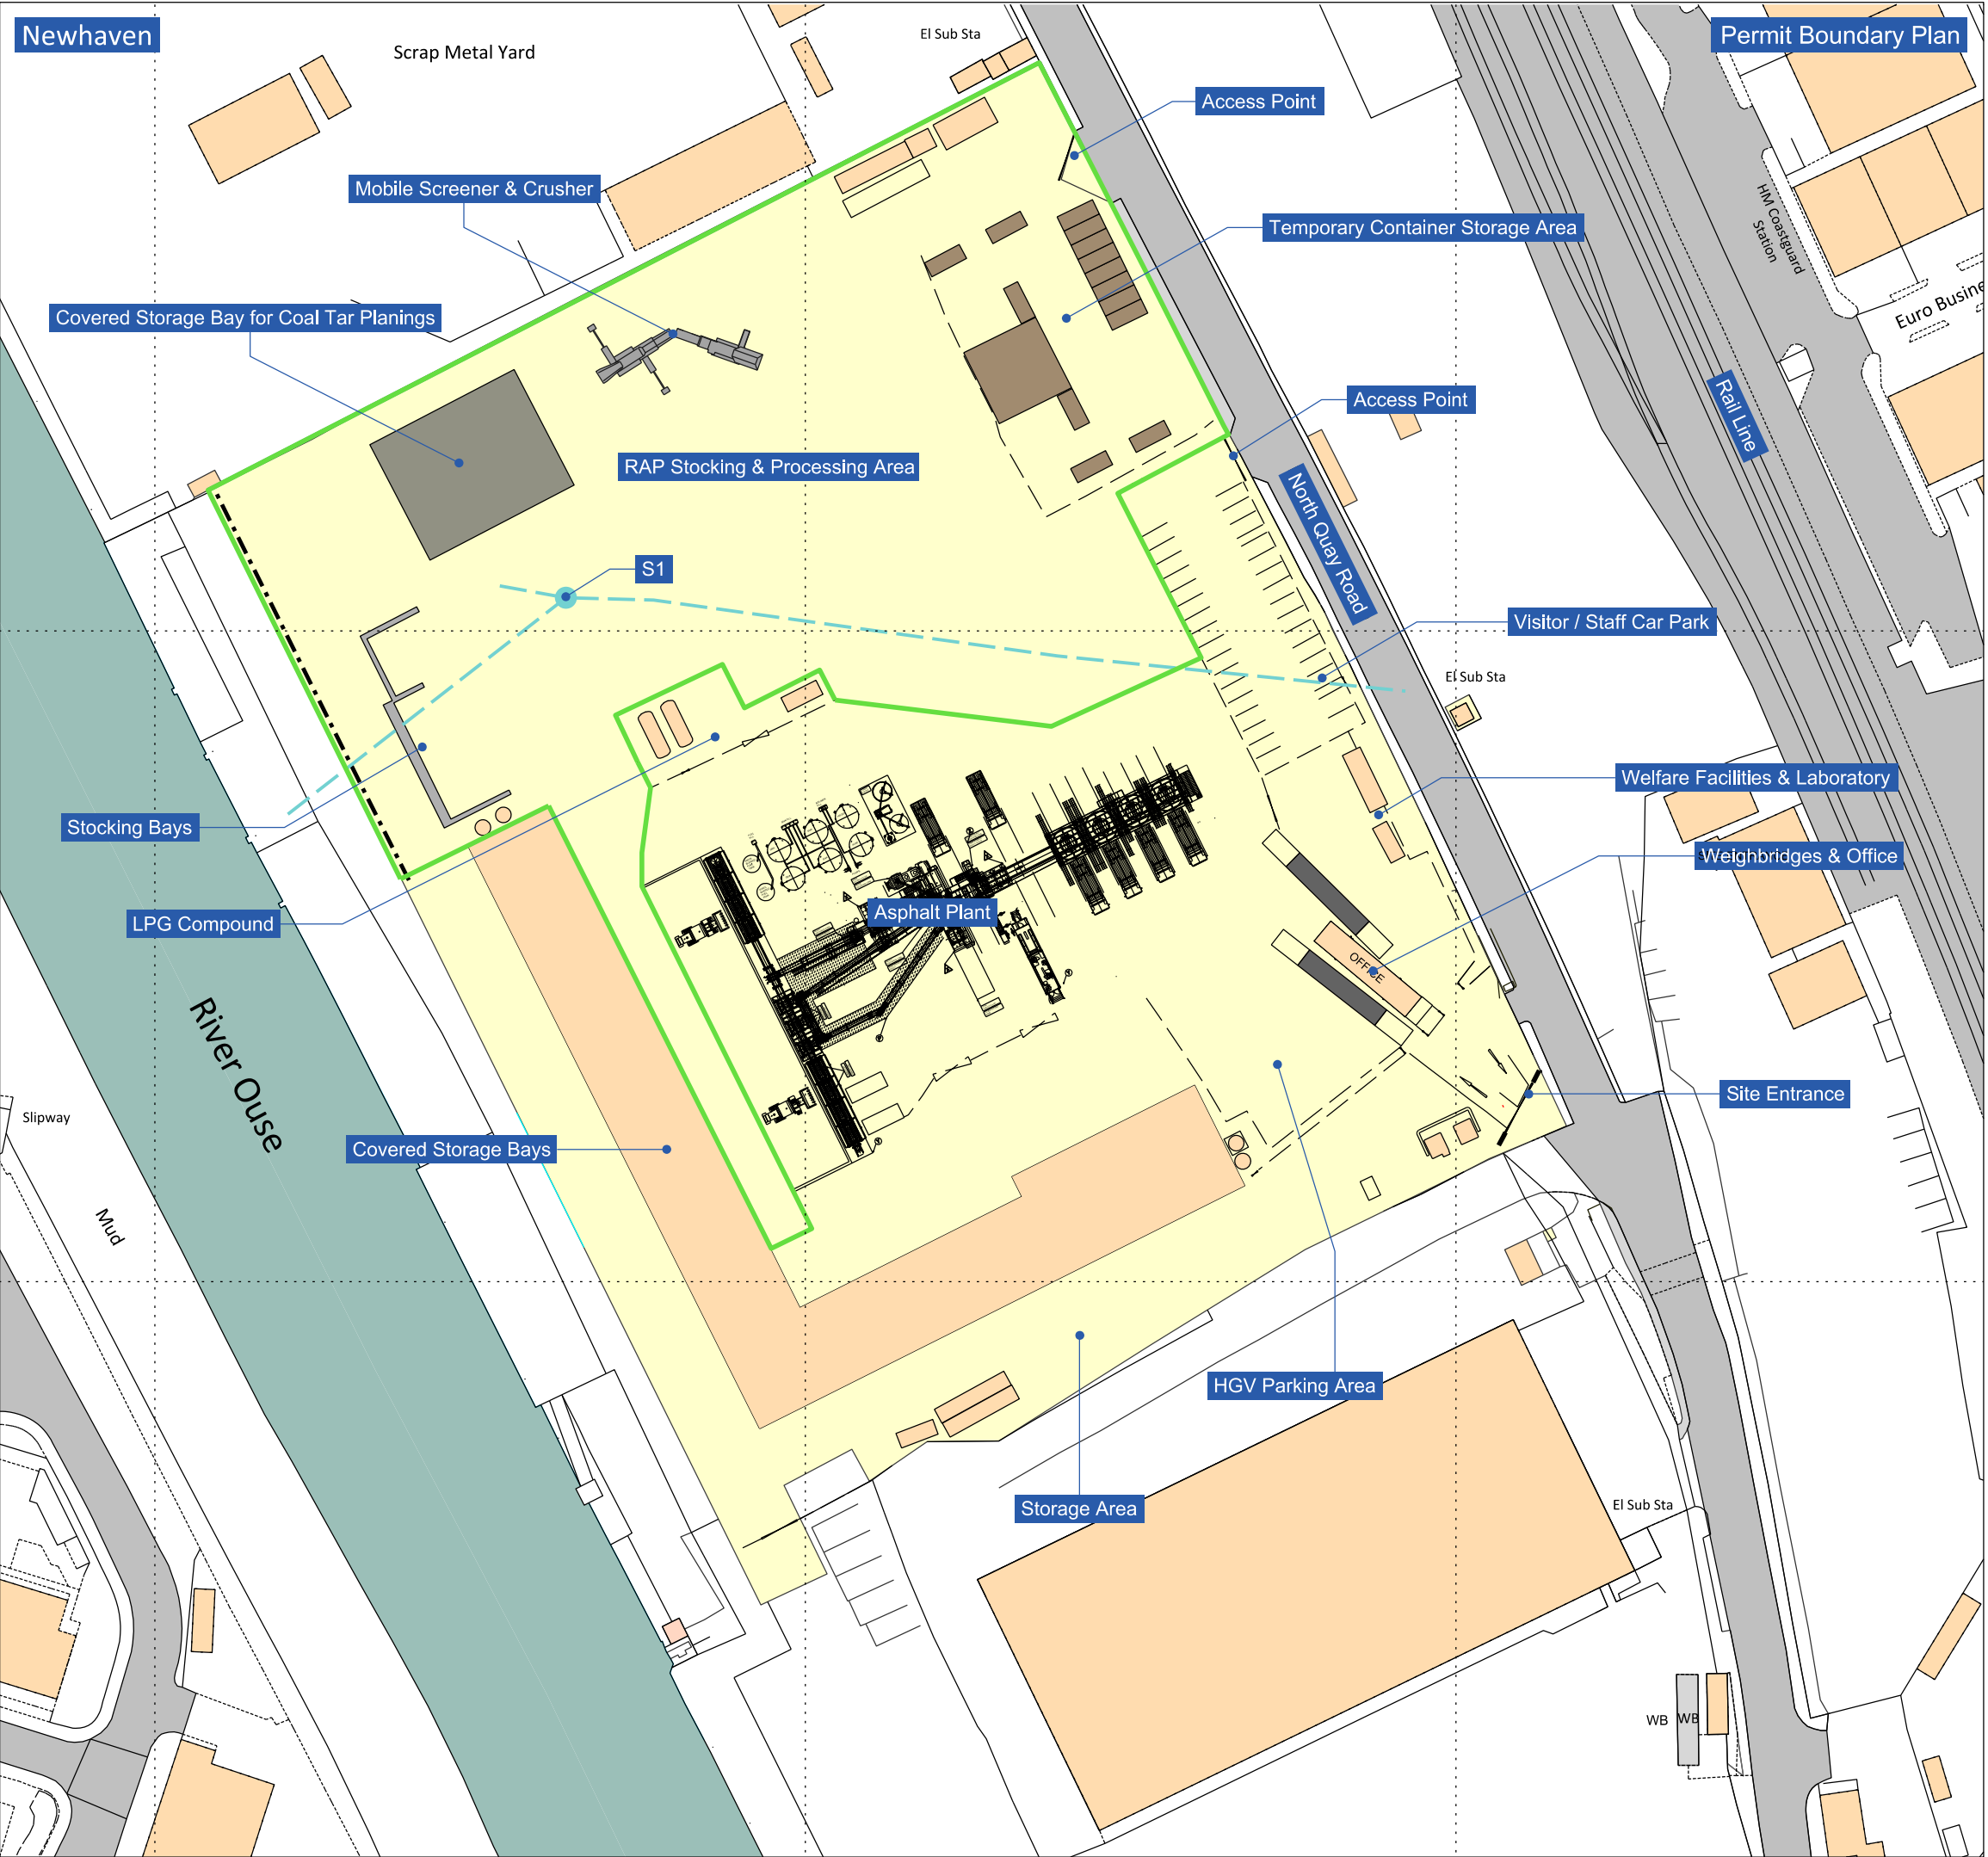 Newhaven
Permit Boundary Plan
Scrap Metal Yard
El Sub Sta
Access Point
Mobile Screener & Crusher
Temporary Container Storage Area
HM Coastguard
Station
Euro Busine
Covered Storage Bay for Coal Tar Planings
Access Point
Rail Line
RAP Stocking & Processing Area
North Quay Road
S1
Visitor / Staff Car Park
El Sub Sta
Welfare Facilities & Laboratory
Stocking Bays
Weighbridges & Office
LPG Compound
Asphalt Plant
OFFICE
River Ouse
Site Entrance
Slipway
Covered Storage Bays
Mud
HGV Parking Area
Storage Area
El Sub Sta
WB
WB